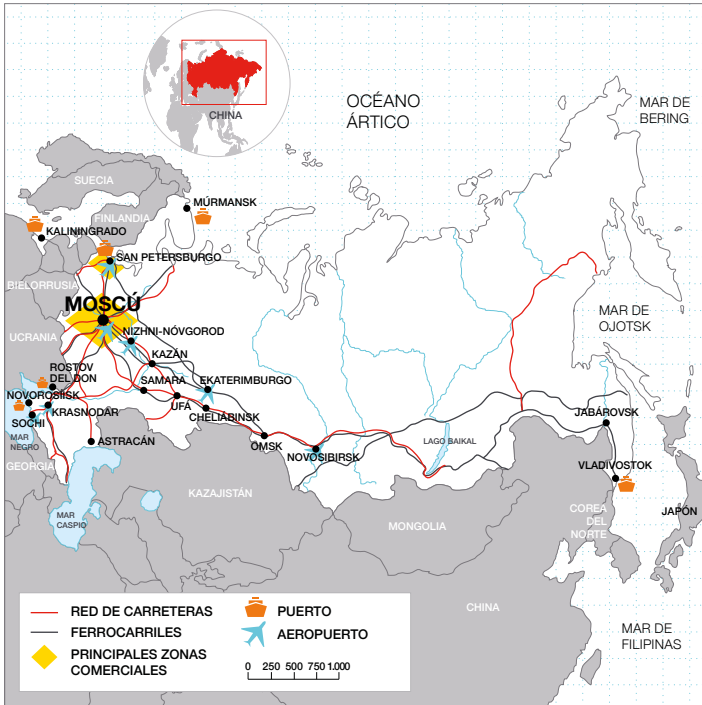 OCÉANO
ÁRTICO
MAR DE
BERING
CHINA
SUECIA
MÚRMANSK
FINLANDIA
KALININGRADO
SAN PETERSBURGO
BIELORRUSIA
MOSCÚ
MAR DE
OJOTSK
UCRANIA
NIZHNI-NÓVGOROD
KAZÁN
ROSTOV
DEL DON
SAMARA
EKATERIMBURGO
NOVOROSIISK
UFÁ
KRASNODAR
CHELIÁBINSK
SOCHI
JABÁROVSK
MAR
NEGRO
ASTRACÁN
OMSK
LAGO BAIKAL
NOVOSIBIRSK
GEORGIA
VLADIVOSTOK
KAZAJISTÁN
MAR
CASPIO
MONGOLIA
COREA
DEL
NORTE
JAPÓN
CHINA
MAR DE
FILIPINAS
RED DE CARRETERAS
FERROCARRILES
PRINCIPALES ZONAS
COMERCIALES
PUERTO
AEROPUERTO
0 250 500 750 1.000